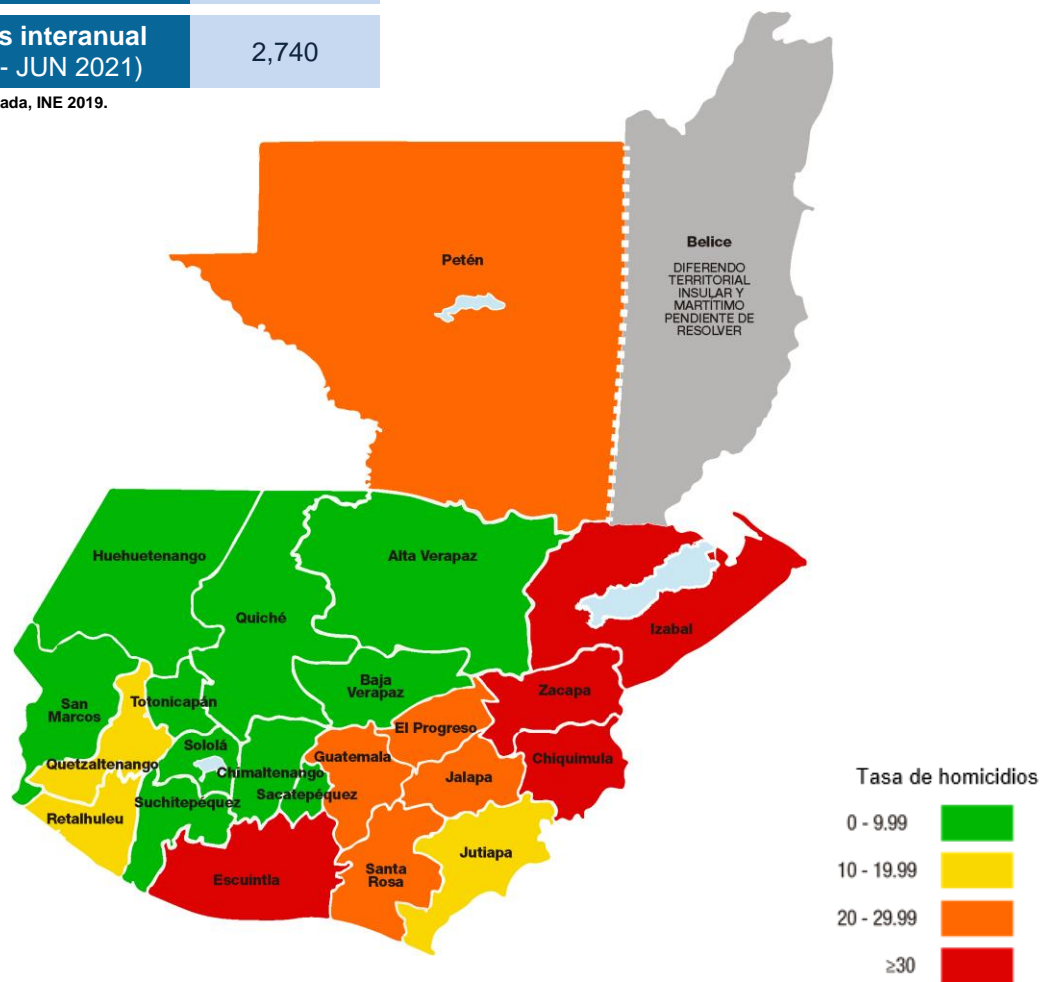 s interanual
- JUN 2021)
2,740
ada, INE 2019.
Belice
DIFERENDO
TERRITORIAL
INSULAR Y
MARTÍTIMO
PENDIENTE DE
RESOLVER
Petén
Huehuetenango
Alta Verapaz
Quiché
Izabal
Baja
Verapaz
Zacapa
San
Marcos
Totonicapán
El Progreso
Sololá
Guatemala
Chiquimula
Quetzaltenango
Chimaltenango
Jalapa
Suchitepéquez
Sacatepéquez
Retalhuleu
Jutiapa
Escuintla
Santa
Rosa
Tasa de homicidios
0 - 9.99
10 - 19.99
20 - 29.99
≥30